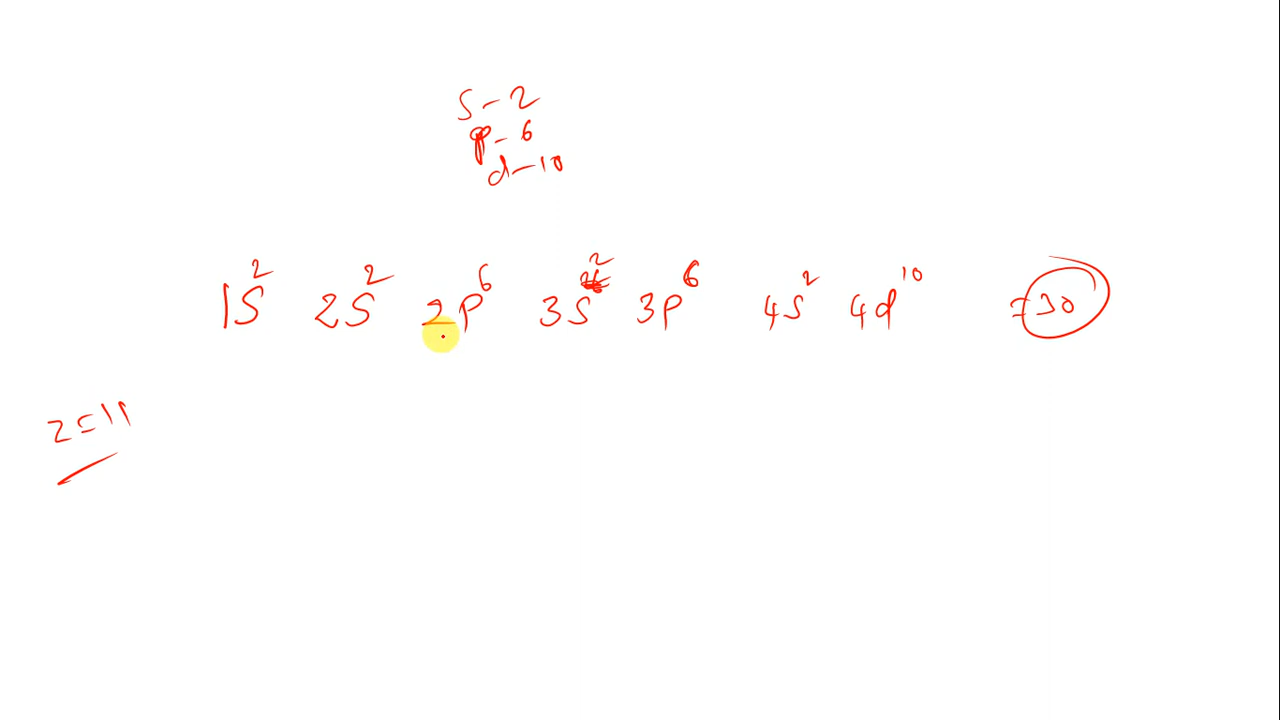 S - 2
p - 6
d - 10
1S² 2S² 2p⁶ 3S² 3p⁶ 4s² 4d¹⁰ = 30
z = 11